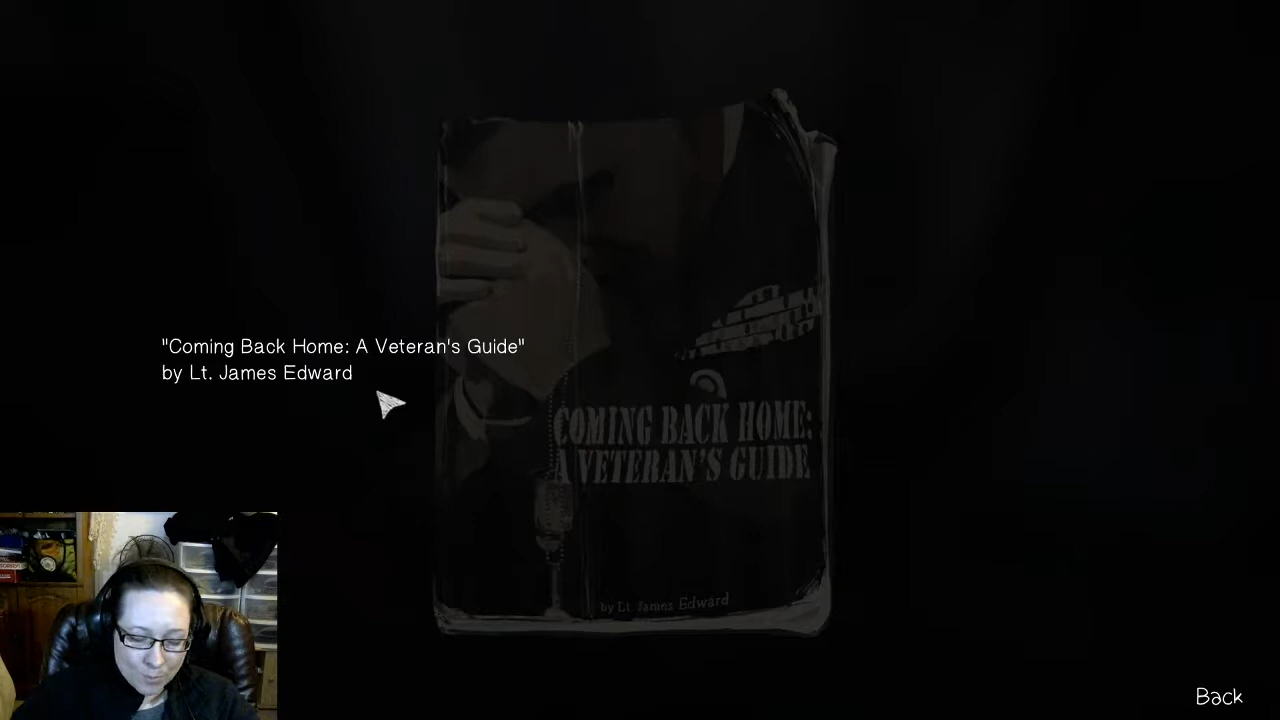 "Coming Back Home: A Veteran's Guide"
by Lt. James Edward
COMING BACK HOME:
A VETERAN'S GUIDE
by Lt. James Edward
Back